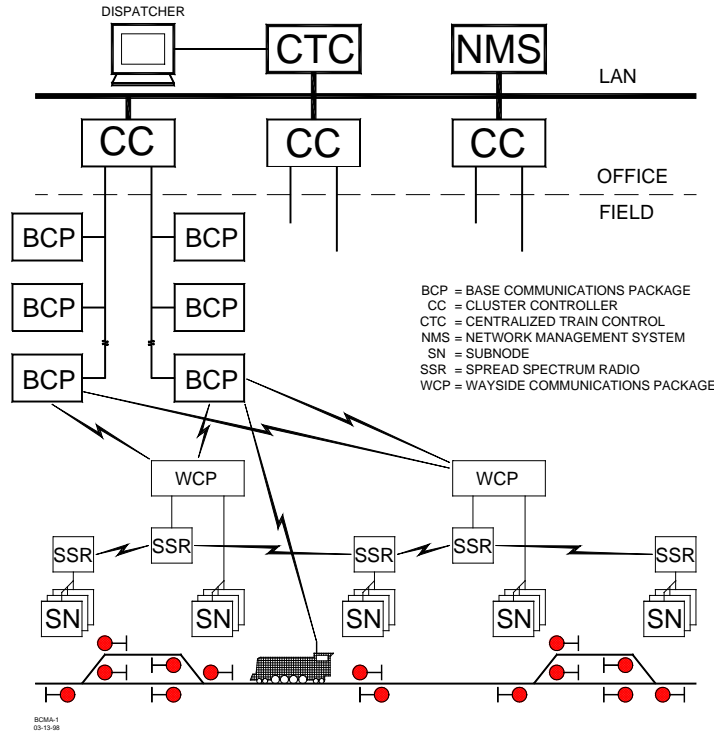 DISPATCHER
CTC
NMS
LAN
CC
CC
CC
OFFICE
FIELD
BCP
BCP
BCP
BCP
BCP
BCP
BCP = BASE COMMUNICATIONS PACKAGE
CC = CLUSTER CONTROLLER
CTC = CENTRALIZED TRAIN CONTROL
NMS = NETWORK MANAGEMENT SYSTEM
SN = SUBNODE
SSR = SPREAD SPECTRUM RADIO
WCP = WAYSIDE COMMUNICATIONS PACKAGE
WCP
WCP
SSR
SSR
SSR
SSR
SSR
SN
SN
SN
SN
SN
BCMA-1
03-13-98